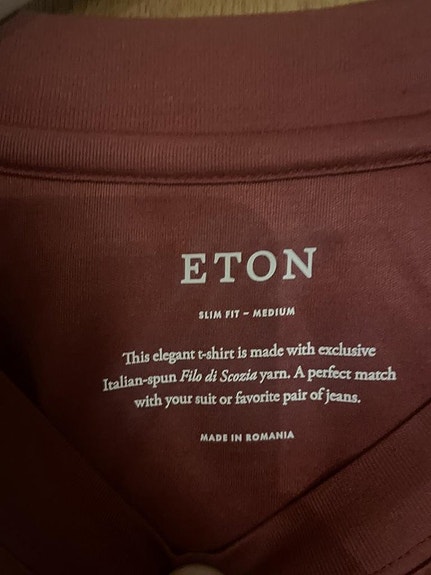 ETON
SLIM FIT – MEDIUM
This elegant t-shirt is made with exclusive
Italian-spun Filo di Scozia yarn. A perfect match
with your suit or favorite pair of jeans.
MADE IN ROMANIA